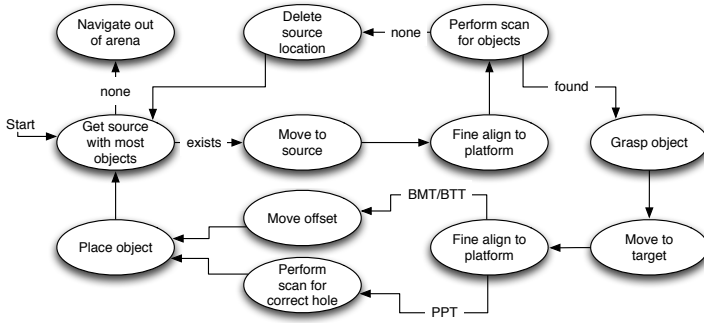 Navigate out
of arena
Delete
source
location
none
Perform scan
for objects
none
found
Start
Get source
with most
objects
exists
Move to
source
Fine align to
platform
Grasp object
BMT/BTT
Move offset
Place object
Fine align to
platform
Move to
target
Perform
scan for
correct hole
PPT